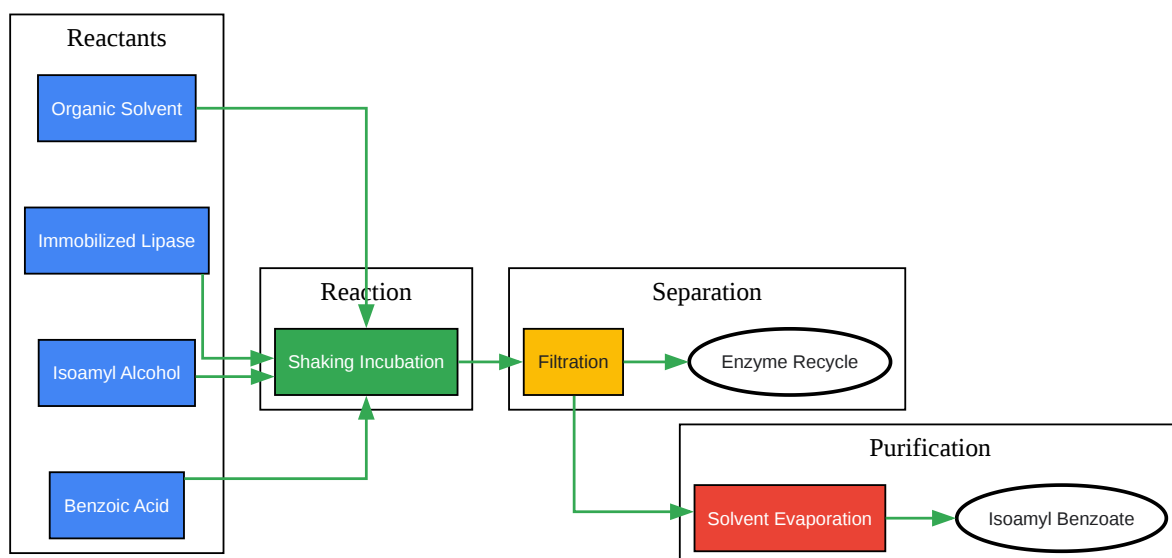 Reactants
Organic Solvent
Immobilized Lipase
Isoamyl Alcohol
Benzoic Acid
Reaction
Shaking Incubation
Separation
Filtration
Enzyme Recycle
Purification
Solvent Evaporation
Isoamyl Benzoate